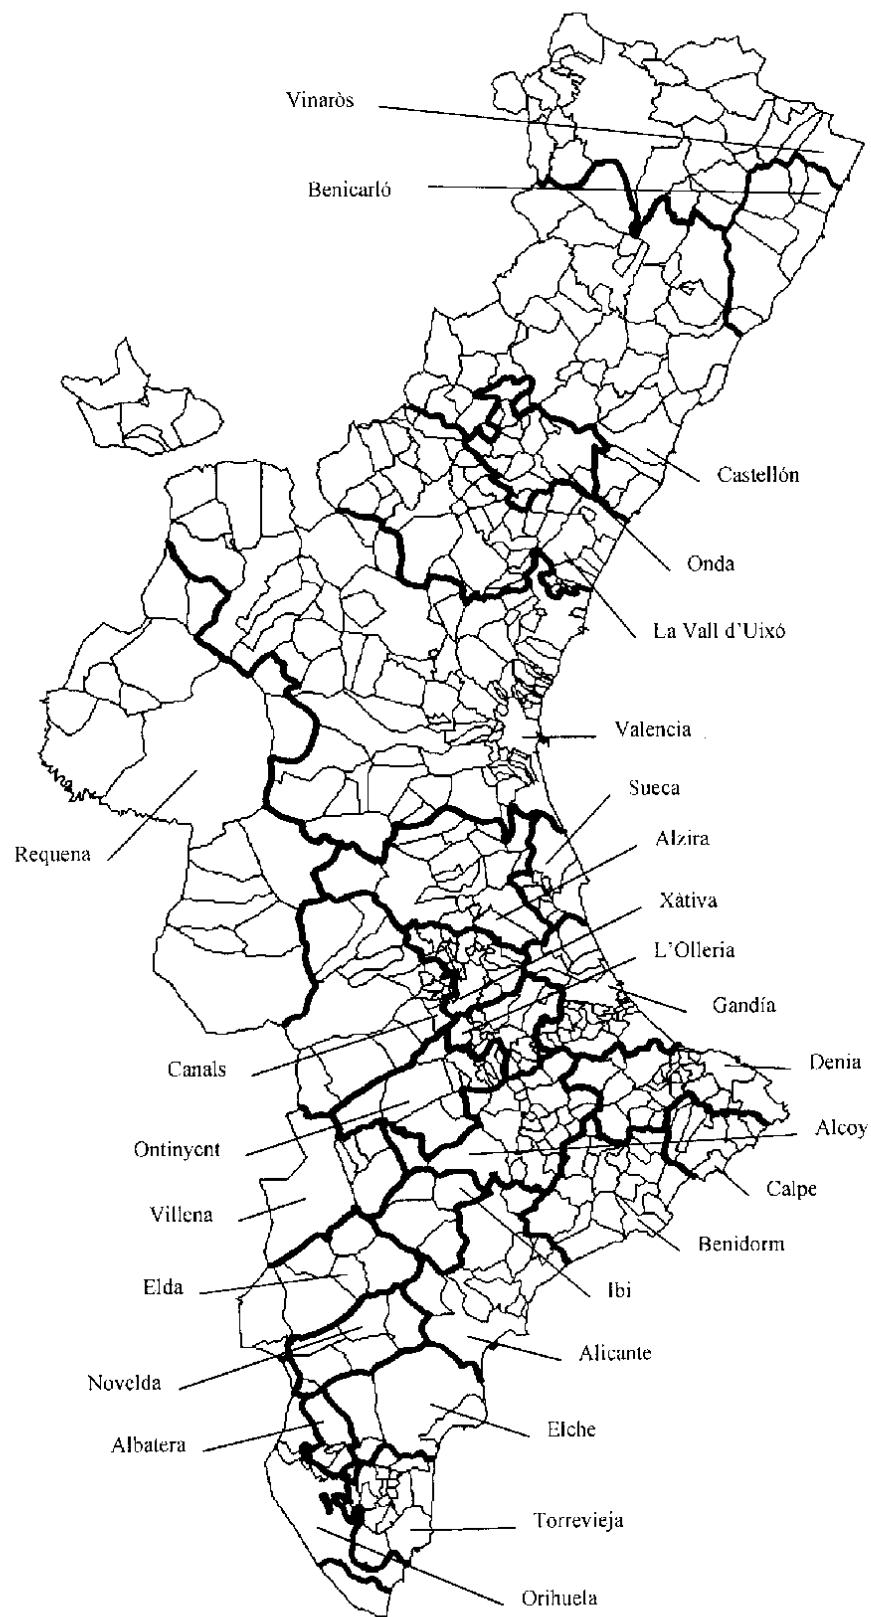 Vinaròs
Benicarló
Castellón
Onda
La Vall d'Uixó
Valencia
Sueca
Alzira
Requena
Xàtiva
L'Olleria
Gandía
Canals
Denia
Ontinyent
Alcoy
Calpe
Villena
Benidorm
Elda
Ibi
Alicante
Novelda
Elche
Albatera
Torrevieja
Orihuela